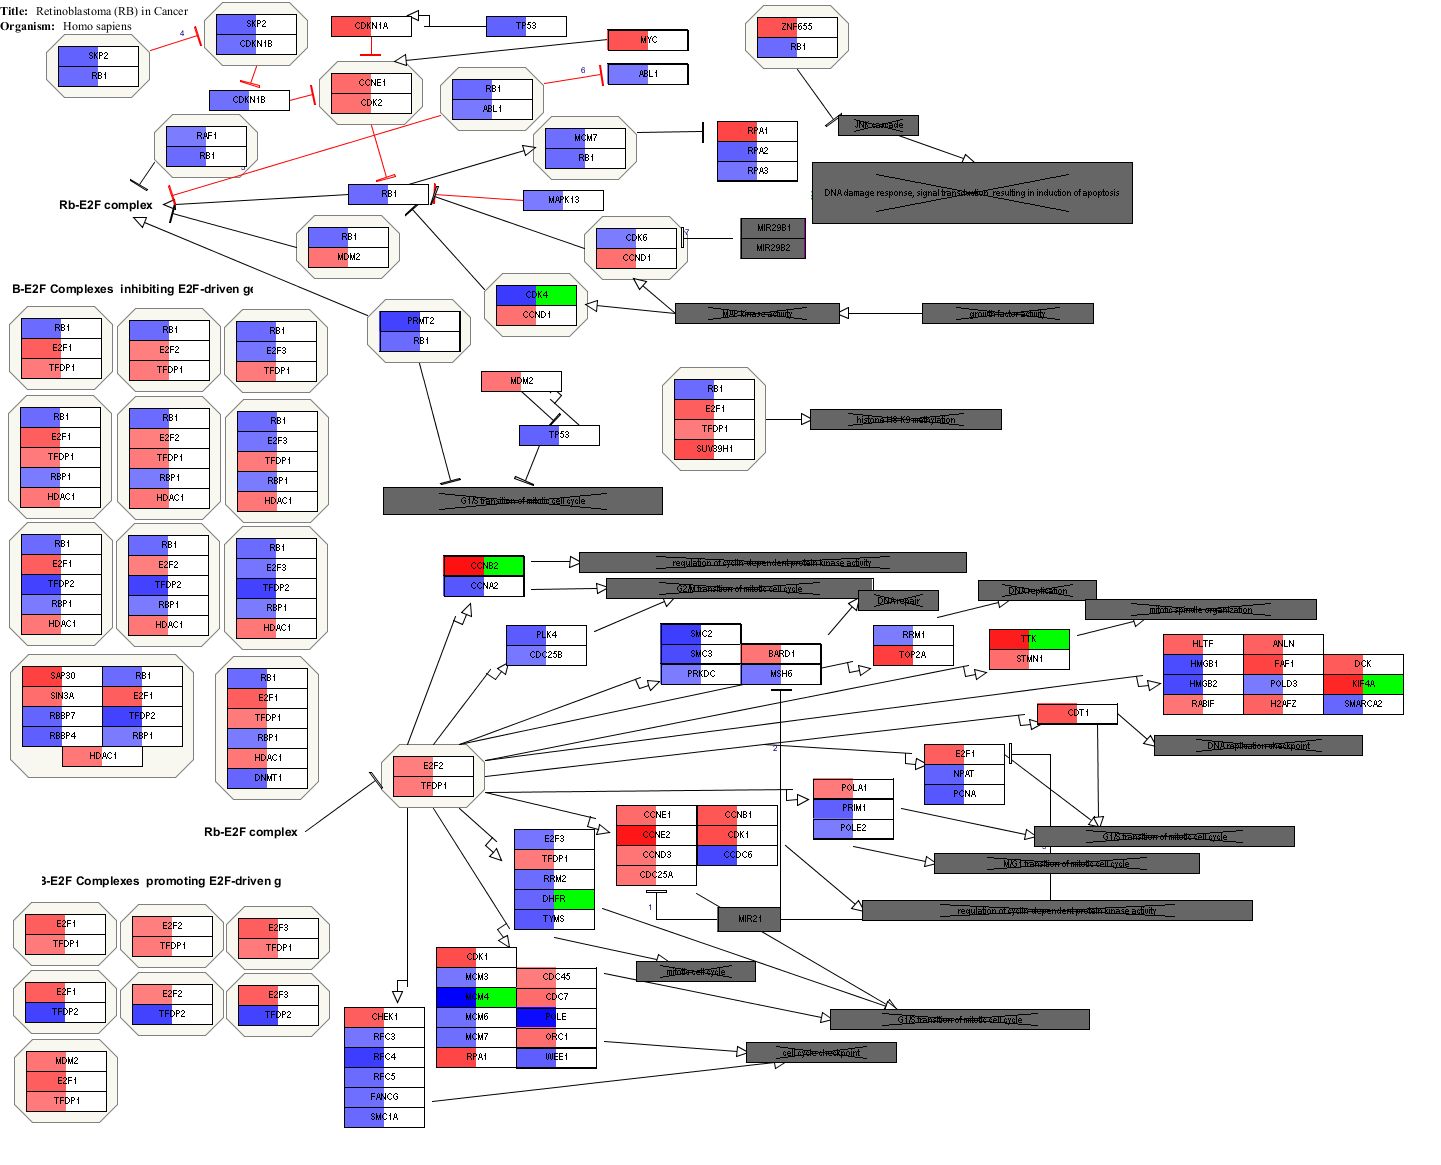 Title: Retinoblastoma (RB) in Cancer
Organism: Homo sapiens
SKP2
CDKN1B
4
SKP2
RB1
CDKN1B
CDKN1A
TP53
MYC
CCNE1
CDK2
RB1
ABL1
6
ABL1
ZNF655
RB1
JNK cascade
RAF1
RB1
MCM7
RB1
RPA1
RPA2
RPA3
DNA damage response, signal transduction resulting in induction of apoptosis
Rb-E2F complex
RB1
MAPK13
RB1
MDM2
CDK6
CCND1
7
MIR29B1
MIR29B2
CDK4
CCND1
MAP kinase activity
growth factor activity
PRMT2
RB1
B-E2F Complexes inhibiting E2F-driven ge
RB1
E2F1
TFDP1
RB1
E2F2
TFDP1
RB1
E2F3
TFDP1
MDM2
TP53
RB1
E2F1
TFDP1
SUV39H1
histone H3-K9 methylation
G1/S transition of mitotic cell cycle
RB1
E2F1
TFDP1
RBP1
HDAC1
RB1
E2F2
TFDP1
RBP1
HDAC1
RB1
E2F3
TFDP1
RBP1
HDAC1
RB1
E2F1
TFDP2
RBP1
HDAC1
RB1
E2F2
TFDP2
RBP1
HDAC1
RB1
E2F3
TFDP2
RBP1
HDAC1
SAP30
RB1
SIN3A
E2F1
RBBP7
TFDP2
RBBP4
RBP1
HDAC1
RB1
E2F1
TFDP1
RBP1
HDAC1
DNMT1
CCNB2
CCNA2
regulation of cyclin-dependent protein kinase activity
G2/M transition of mitotic cell cycle
DNA repair
DNA replication
mitotic spindle organization
PLK4
CDC25B
SMC2
SMC3
BARD1
PRKDC
MSH6
RRM1
TOP2A
TTK
STMN1
HLTF
ANLN
HMGB1
FAF1
DCK
HMGB2
POLD3
KIF4A
RABIF
H2AFZ
SMARCA2
CDT1
DNA replication checkpoint
2
E2F1
NPAT
PCNA
E2F2
TFDP1
POLA1
PRIM1
POLE2
Rb-E2F complex
G1/S transition of mitotic cell cycle
M/G1 transition of mitotic cell cycle
CCNE1
CCNB1
CCNE2
CDK1
CCND3
CCDC6
CDC25A
E2F3
TFDP1
RRM2
DHFR
TYMS
1
MIR21
regulation of cyclin-dependent protein kinase activity
B-E2F Complexes promoting E2F-driven g
E2F1
TFDP1
E2F2
TFDP1
E2F3
TFDP1
E2F1
TFDP2
E2F2
TFDP2
E2F3
TFDP2
MDM2
E2F1
TFDP1
mitotic cell cycle
G1/S transition of mitotic cell cycle
cell cycle checkpoint
CDK1
MCM3
CDC45
MCM4
CDC7
MCM6
POLE
MCM7
ORC1
RPA1
WEE1
CHEK1
RFC3
RFC4
RFC5
FANCG
SMC1A